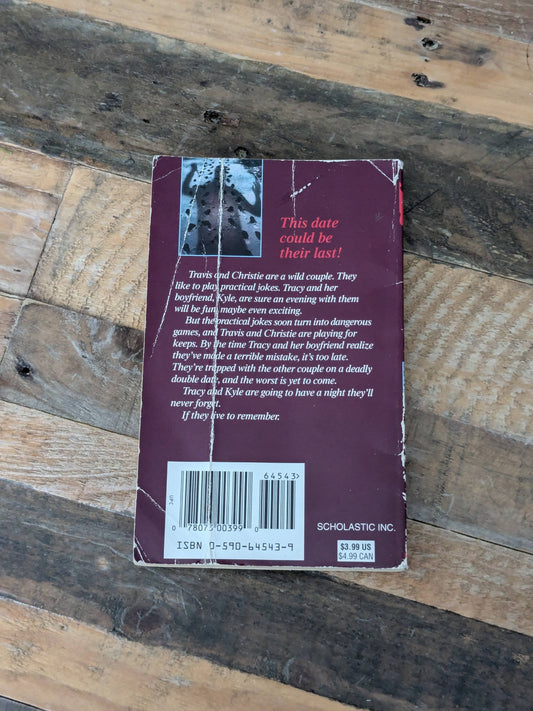 This date
could be
their last!
Travis and Christie are a wild couple. They
like to play practical jokes. Tracy and her
boyfriend, Kyle, are sure an evening with them
will be fun, maybe even exciting.
But the practical jokes soon turn into dangerous
games, and Travis and Christie are playing for
keeps. By the time Tracy and her boyfriend realize
they've made a terrible mistake, it's too late.
They're trapped with the other couple on a deadly
double date, and the worst is yet to come.
Tracy and Kyle are going to have a night they'll
never forget.
If they live to remember.
64543>
UPC
0 78073 00399 0
ISBN 0-590-64543-9
SCHOLASTIC INC.
$3.99 US
$4.99 CAN